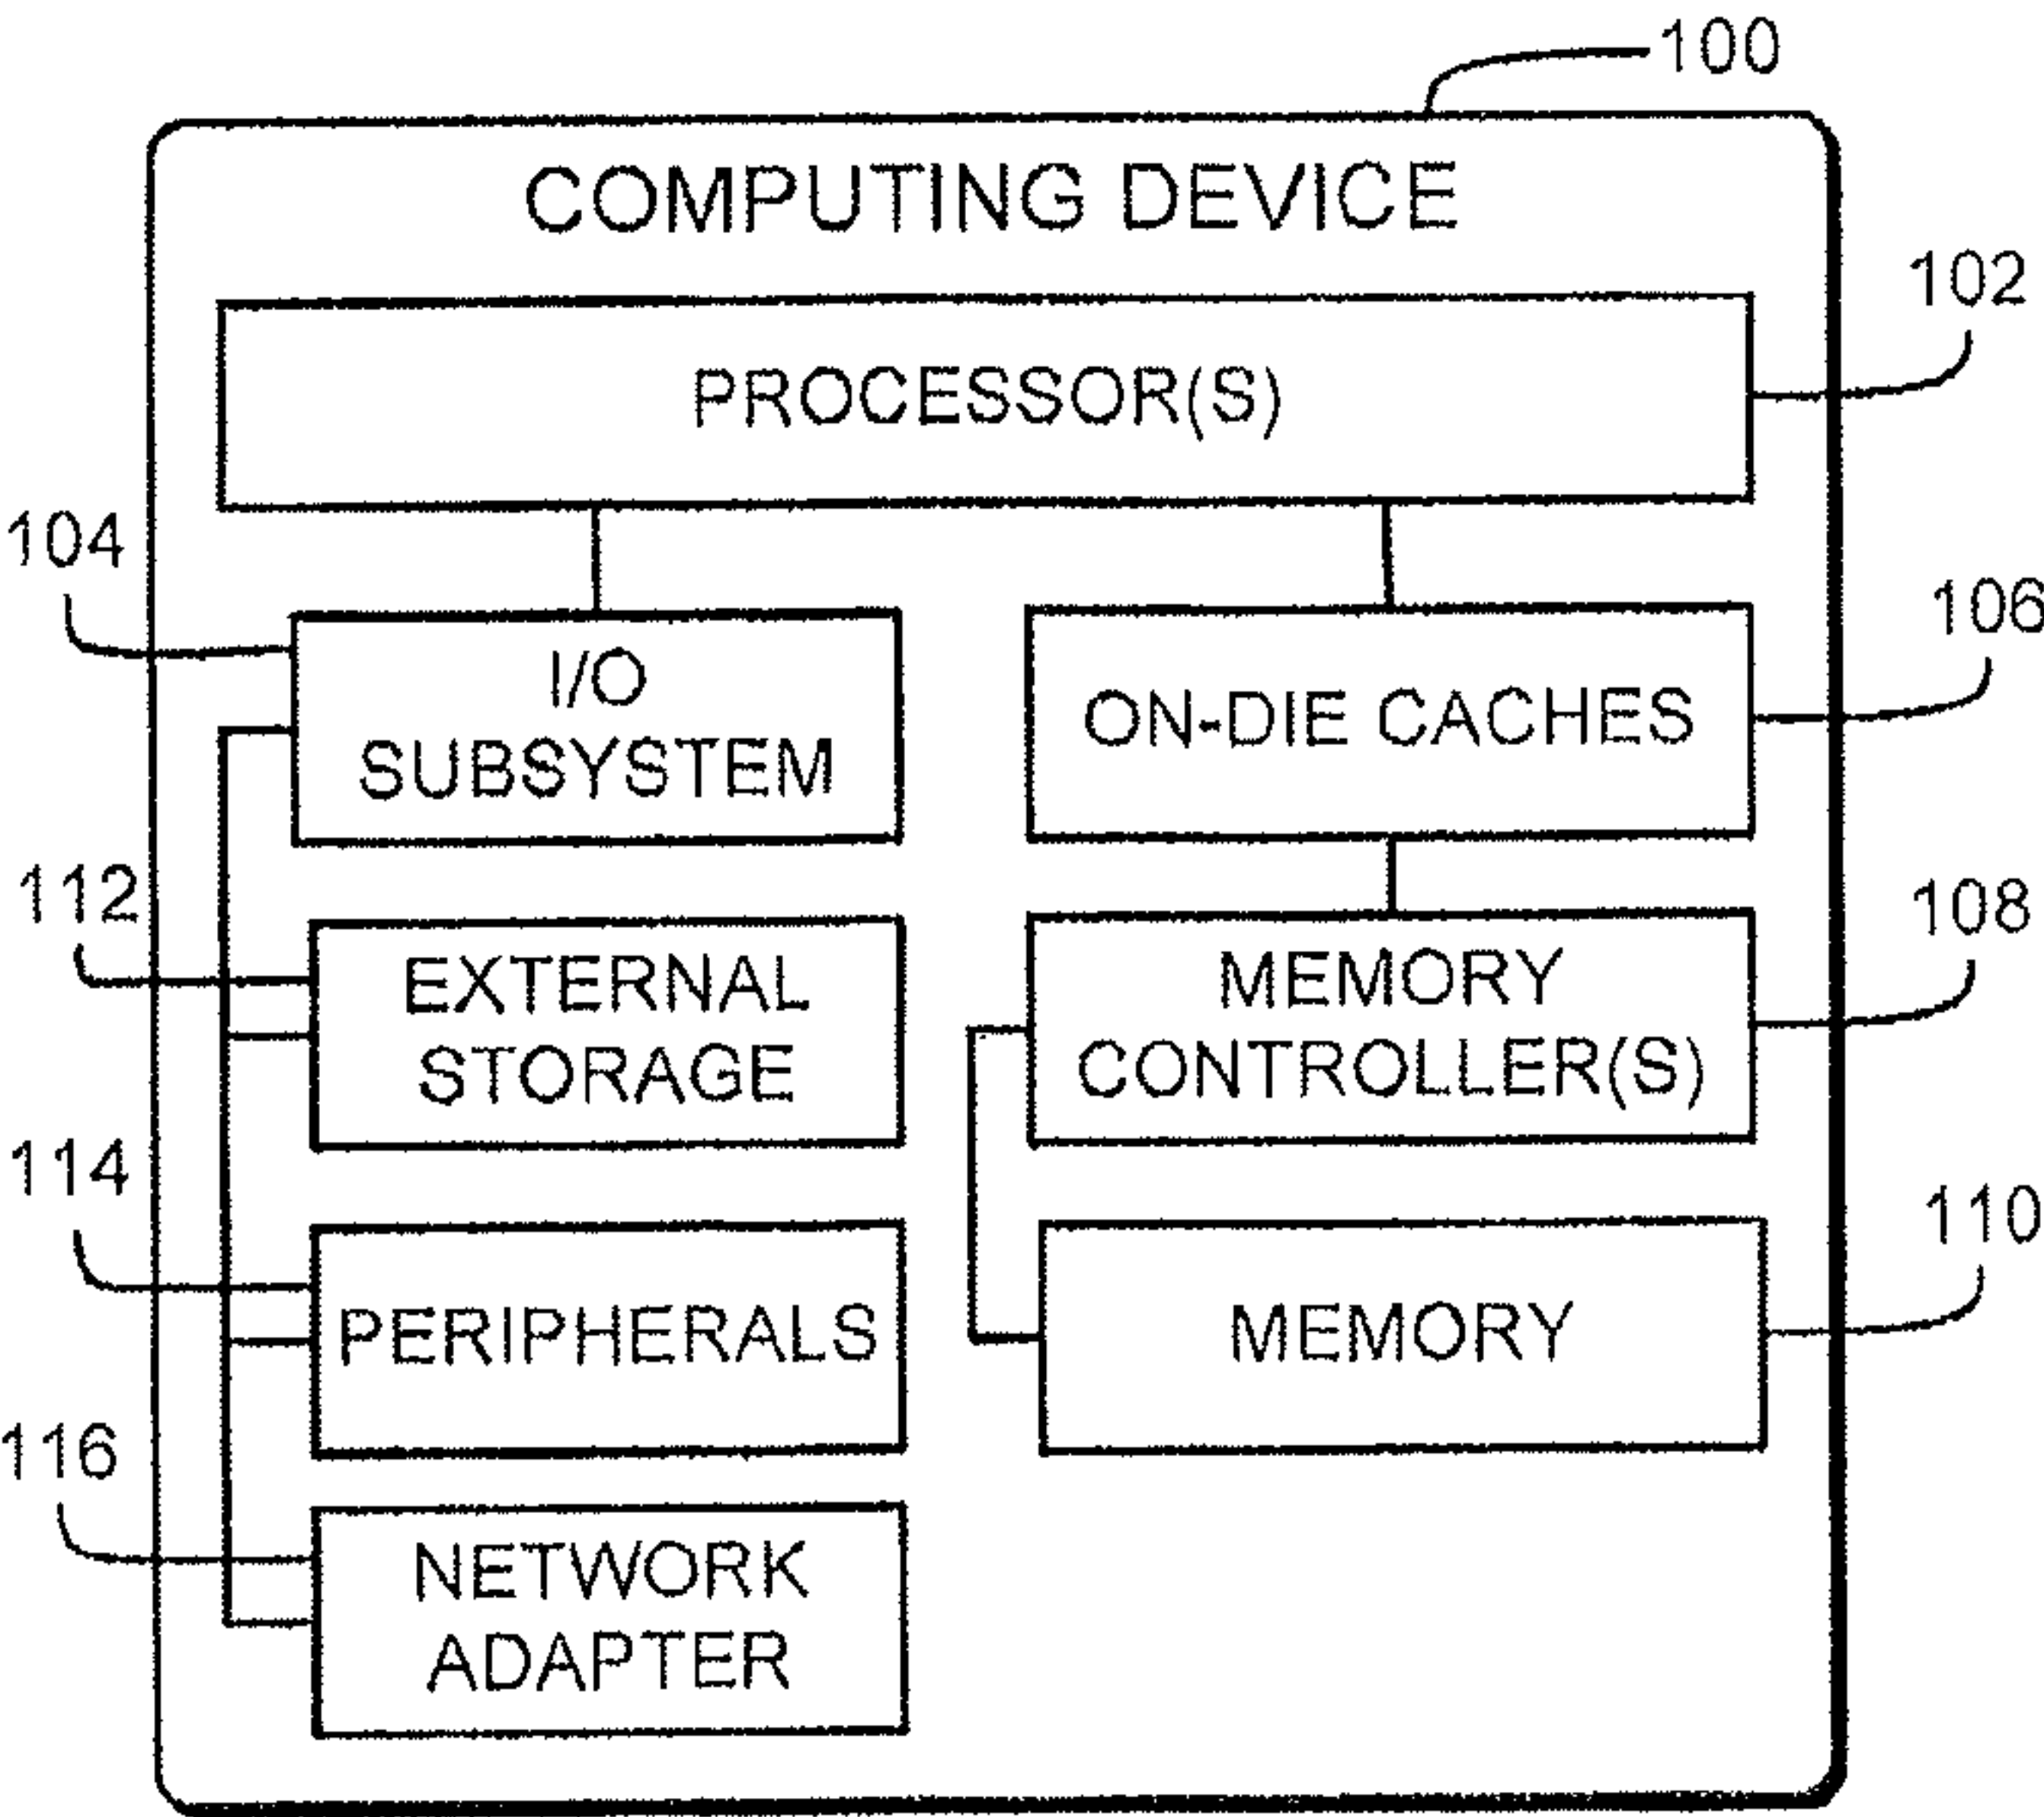 100
COMPUTING DEVICE
102
PROCESSOR(S)
104
I/O
SUBSYSTEM
106
ON-DIE CACHES
112
EXTERNAL
STORAGE
108
MEMORY
CONTROLLER(S)
114
PERIPHERALS
110
MEMORY
116
NETWORK
ADAPTER